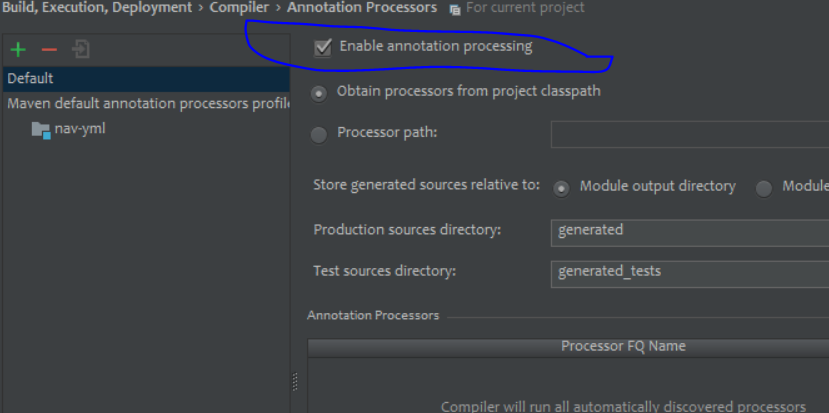 Build, Execution, Deployment › Compiler › Annotation Processors For current project
Enable annotation processing
Default
Obtain processors from project classpath
Maven default annotation processors profile
nav-yml
Processor path:
Store generated sources relative to: Module output directory Module
Production sources directory: generated
Test sources directory: generated_tests
Annotation Processors
Processor FQ Name
Compiler will run all automatically discovered processors